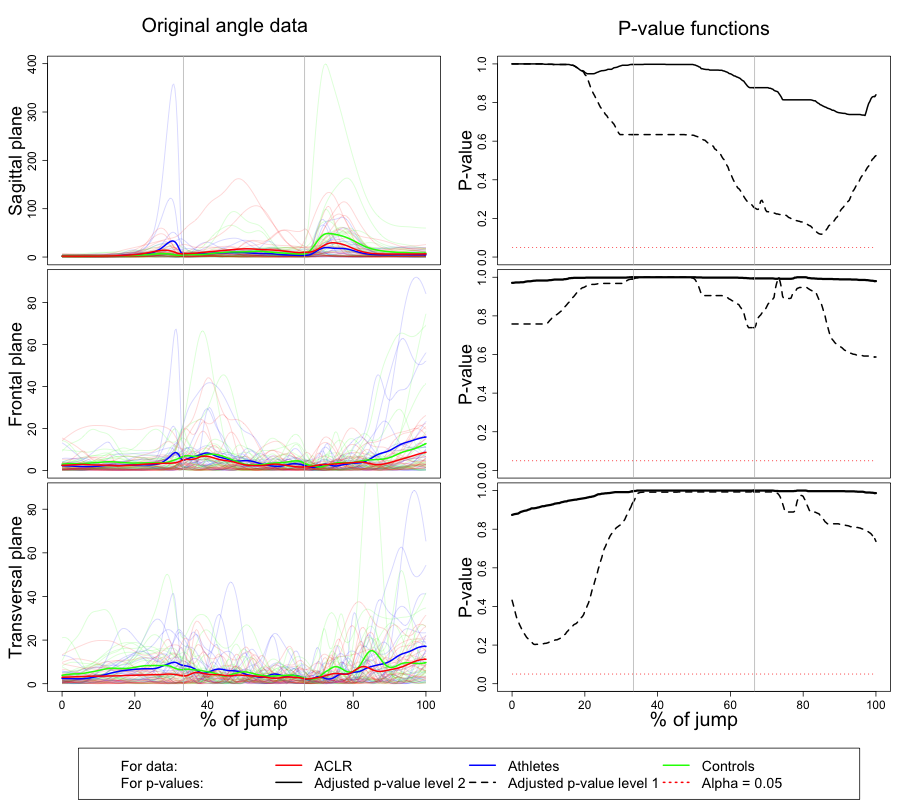 Original angle data
P-value functions
Sagittal plane
0
100
200
300
400
P-value
0.0
0.2
0.4
0.6
0.8
1.0
Frontal plane
0
20
40
60
80
P-value
0.0
0.2
0.4
0.6
0.8
1.0
Transversal plane
0
20
40
60
80
P-value
0.0
0.2
0.4
0.6
0.8
1.0
0 20 40 60 80 100
% of jump
0 20 40 60 80 100
% of jump
For data: ACLR Athletes Controls
For p-values: Adjusted p-value level 2 Adjusted p-value level 1 Alpha = 0.05